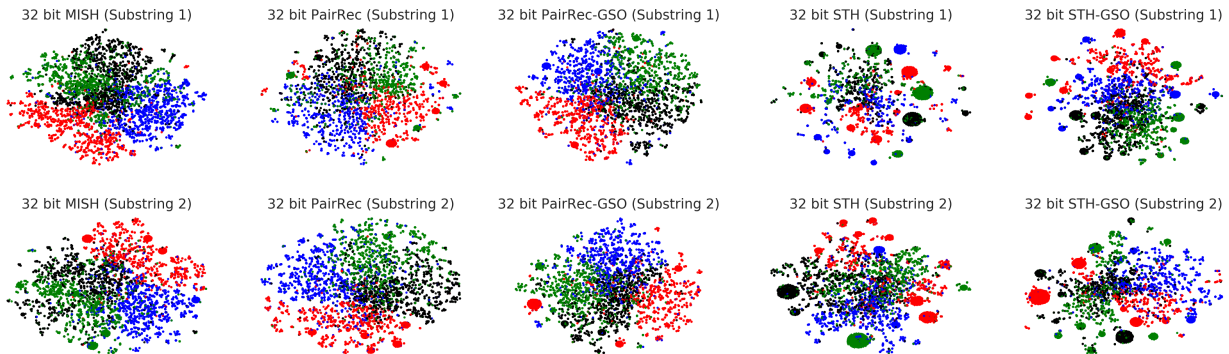 32 bit MISH (Substring 1)
32 bit PairRec (Substring 1)
32 bit PairRec-GSO (Substring 1)
32 bit STH (Substring 1)
32 bit STH-GSO (Substring 1)
32 bit MISH (Substring 2)
32 bit PairRec (Substring 2)
32 bit PairRec-GSO (Substring 2)
32 bit STH (Substring 2)
32 bit STH-GSO (Substring 2)